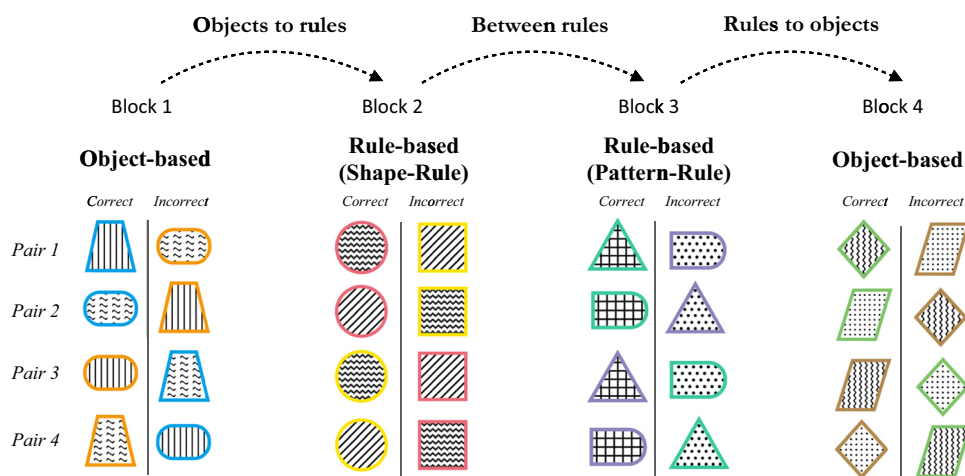 Objects to rules Between rules Rules to objects
Block 1 Block 2 Block 3 Block 4
Object-based Rule-based (Shape-Rule) Rule-based (Pattern-Rule) Object-based
Correct Incorrect Correct Incorrect Correct Incorrect Correct Incorrect
Pair 1
Pair 2
Pair 3
Pair 4